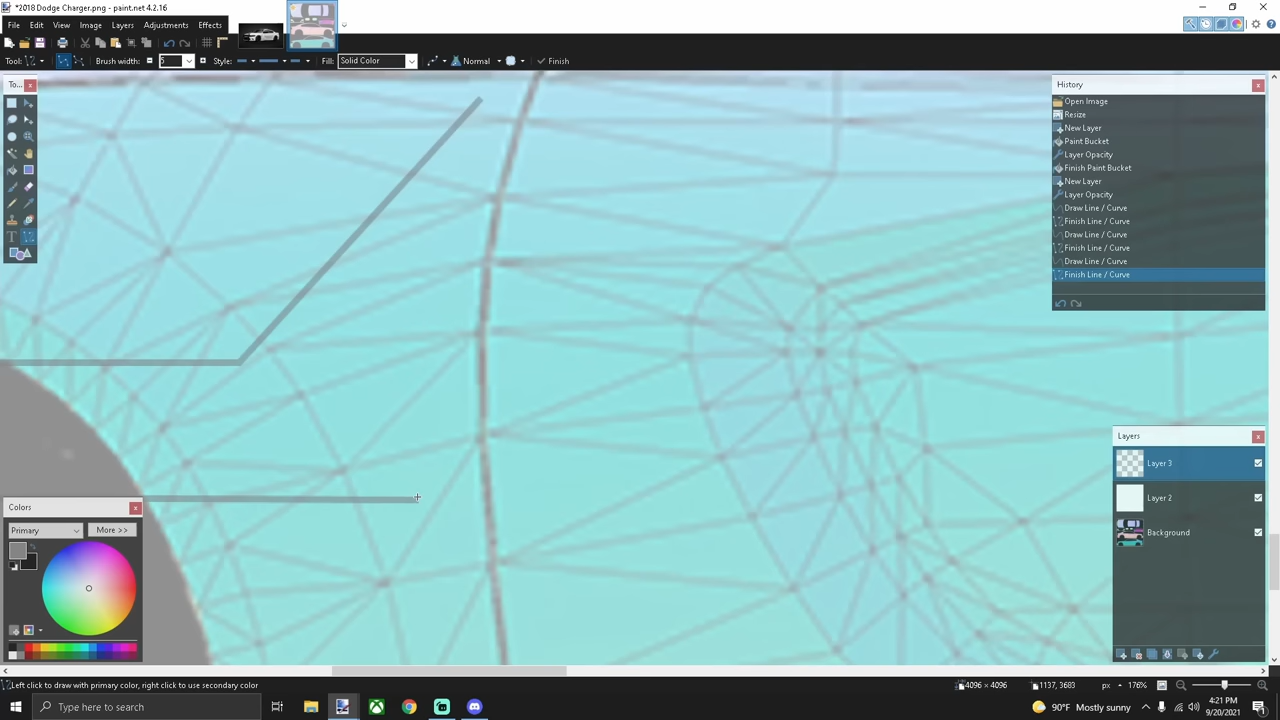 *2018 Dodge Charger.png - paint.net 4.2.16
File Edit View Image Layers Adjustments Effects
Tool: Brush width: 5 Style: Fill: Solid Color Normal Finish
To...
History
Open Image
Resize
New Layer
Paint Bucket
Layer Opacity
Finish Paint Bucket
New Layer
Layer Opacity
Draw Line / Curve
Finish Line / Curve
Draw Line / Curve
Finish Line / Curve
Draw Line / Curve
Finish Line / Curve
Layers
Layer 3
Layer 2
Background
Colors
Primary More >>
Left click to draw with primary color, right click to use secondary color 4096 × 4096 1137, 3683 px 176%
Type here to search 90°F Mostly sunny 4:21 PM
9/20/2021